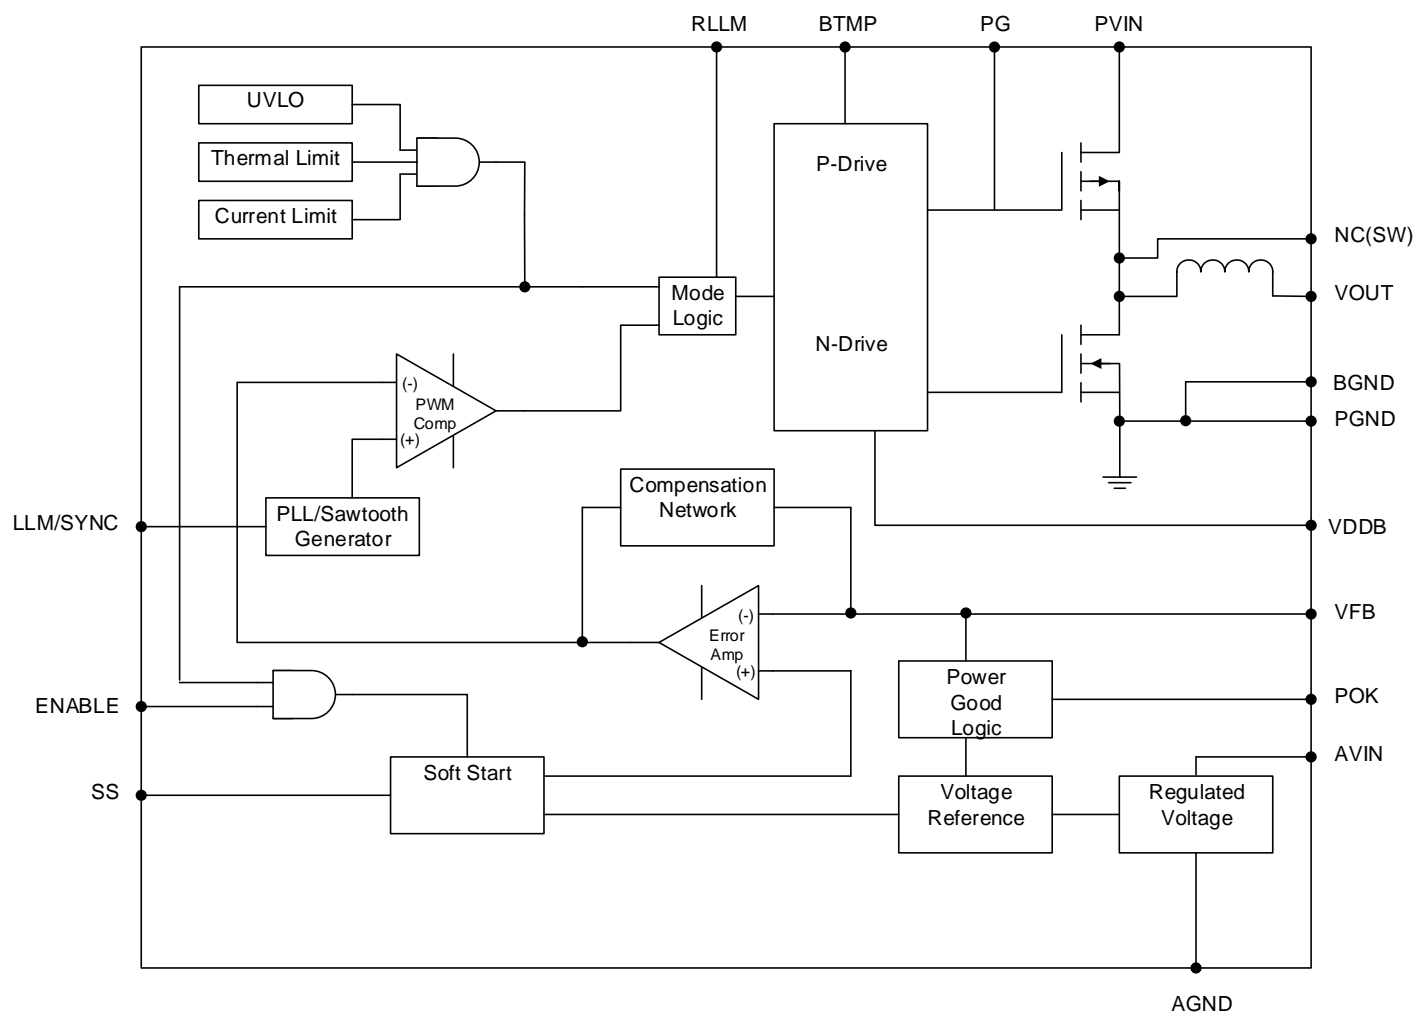 RLLM
BTMP
PG
PVIN
UVLO
Thermal Limit
Current Limit
P-Drive
NC(SW)
Mode
Logic
VOUT
N-Drive
(-)
PWM
Comp
(+)
BGND
PGND
Compensation
Network
LLM/SYNC
PLL/Sawtooth
Generator
VDDB
(-)
Error
Amp
(+)
VFB
Power
Good
Logic
POK
ENABLE
AVIN
Soft Start
SS
Voltage
Reference
Regulated
Voltage
AGND